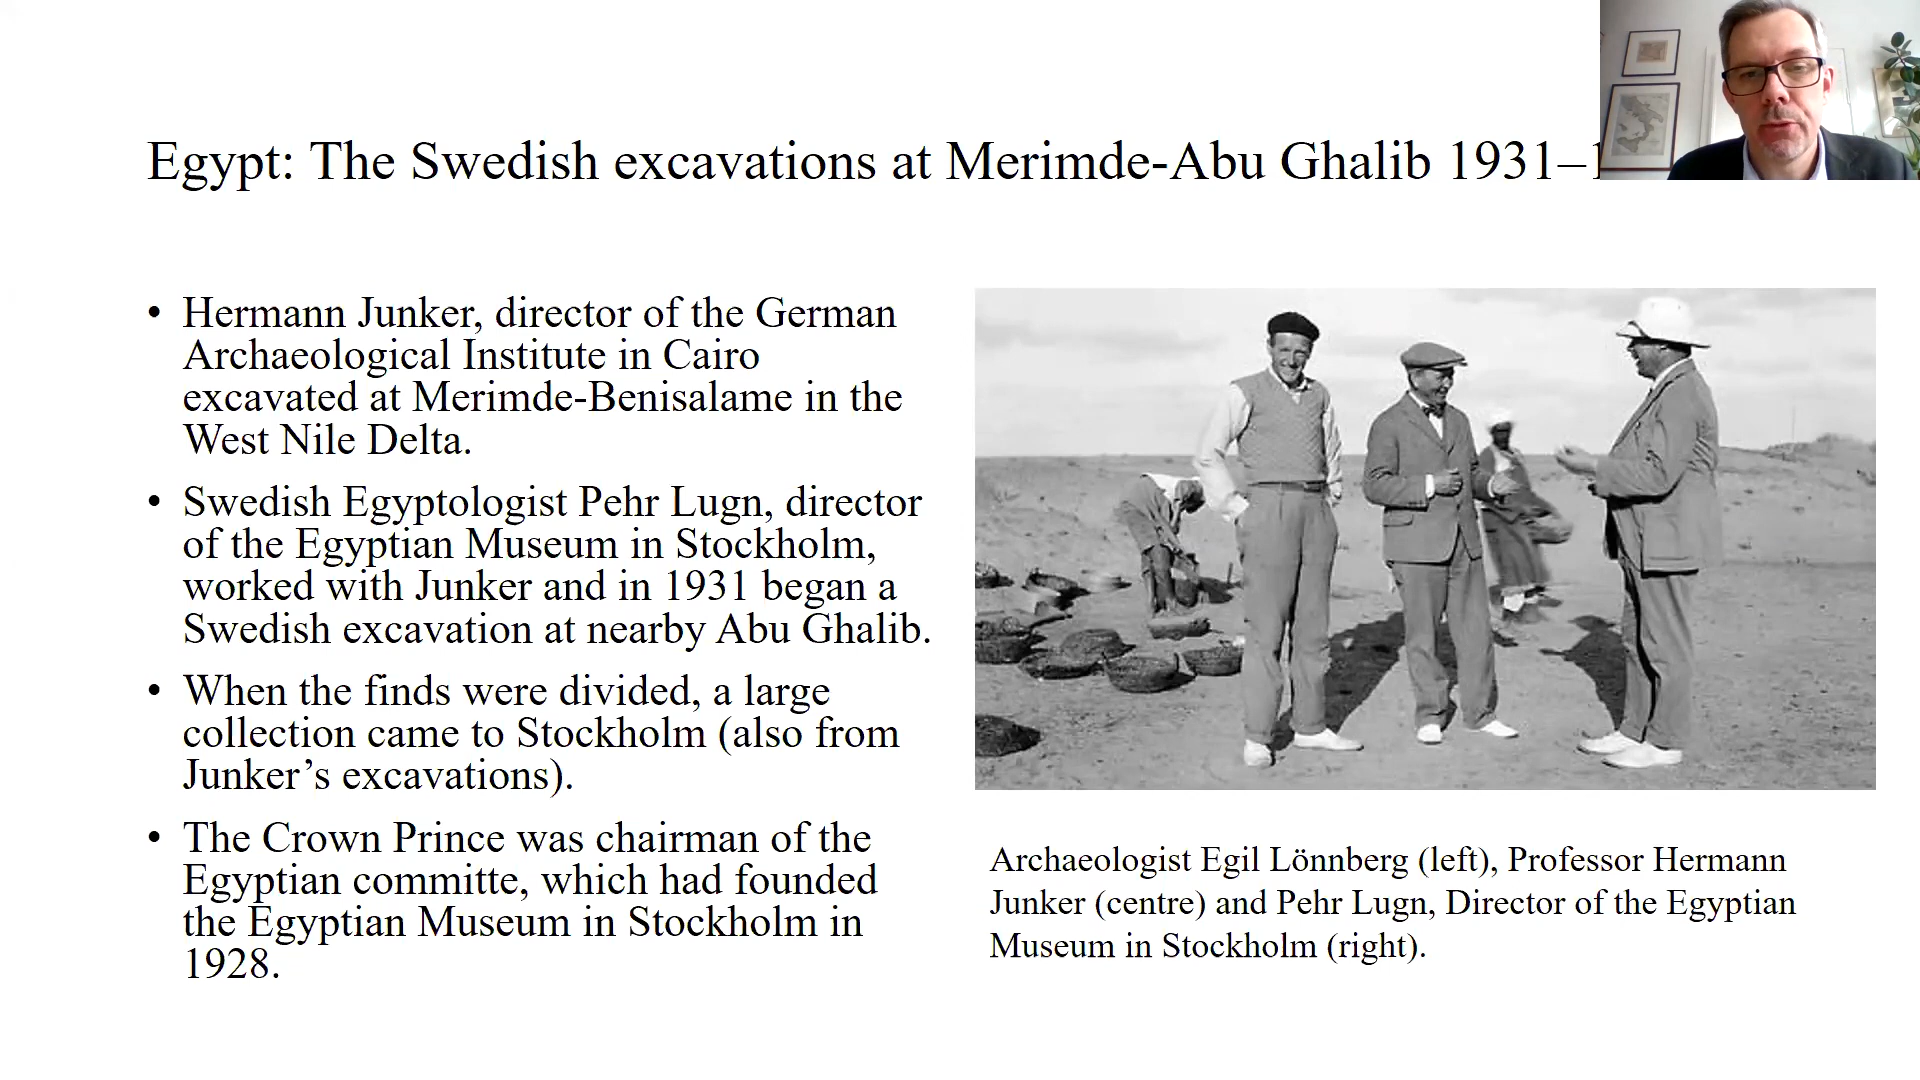 Egypt: The Swedish excavations at Merimde-Abu Ghalib 1931–
• Hermann Junker, director of the German
Archaeological Institute in Cairo
excavated at Merimde-Benisalame in the
West Nile Delta.
• Swedish Egyptologist Pehr Lugn, director
of the Egyptian Museum in Stockholm,
worked with Junker and in 1931 began a
Swedish excavation at nearby Abu Ghalib.
• When the finds were divided, a large
collection came to Stockholm (also from
Junker’s excavations).
• The Crown Prince was chairman of the
Egyptian committe, which had founded
the Egyptian Museum in Stockholm in
1928.
Archaeologist Egil Lönnberg (left), Professor Hermann
Junker (centre) and Pehr Lugn, Director of the Egyptian
Museum in Stockholm (right).